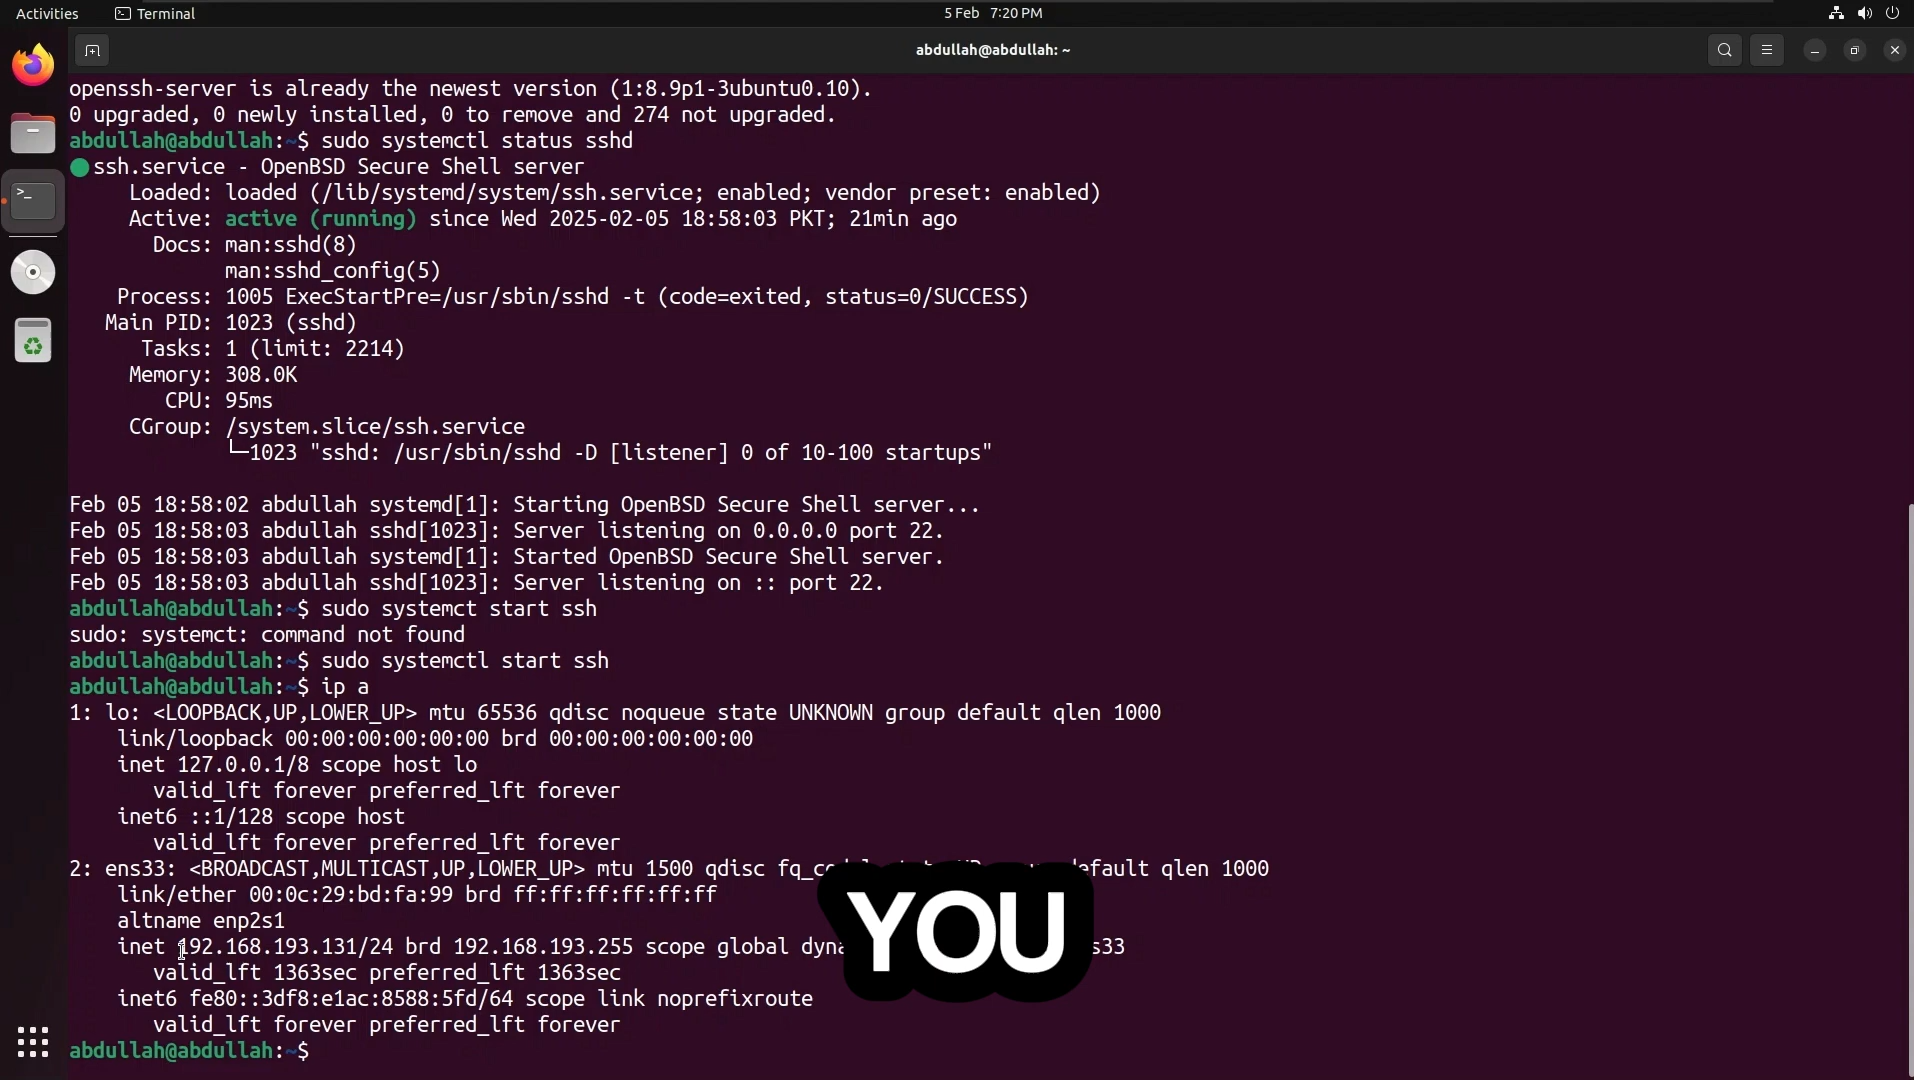 Activities
Terminal
5 Feb 7:20 PM
abdullah@abdullah: ~
openssh-server is already the newest version (1:8.9p1-3ubuntu0.10).
0 upgraded, 0 newly installed, 0 to remove and 274 not upgraded.
abdullah@abdullah:~$ sudo systemctl status sshd
ssh.service - OpenBSD Secure Shell server
Loaded: loaded (/lib/systemd/system/ssh.service; enabled; vendor preset: enabled)
Active: active (running) since Wed 2025-02-05 18:58:03 PKT; 21min ago
Docs: man:sshd(8)
man:sshd_config(5)
Process: 1005 ExecStartPre=/usr/sbin/sshd -t (code=exited, status=0/SUCCESS)
Main PID: 1023 (sshd)
Tasks: 1 (limit: 2214)
Memory: 308.0K
CPU: 95ms
CGroup: /system.slice/ssh.service
└─1023 "sshd: /usr/sbin/sshd -D [listener] 0 of 10-100 startups"
Feb 05 18:58:02 abdullah systemd[1]: Starting OpenBSD Secure Shell server...
Feb 05 18:58:03 abdullah sshd[1023]: Server listening on 0.0.0.0 port 22.
Feb 05 18:58:03 abdullah systemd[1]: Started OpenBSD Secure Shell server.
Feb 05 18:58:03 abdullah sshd[1023]: Server listening on :: port 22.
abdullah@abdullah:~$ sudo systemct start ssh
sudo: systemct: command not found
abdullah@abdullah:~$ sudo systemctl start ssh
abdullah@abdullah:~$ ip a
1: lo: <LOOPBACK,UP,LOWER_UP> mtu 65536 qdisc noqueue state UNKNOWN group default qlen 1000
link/loopback 00:00:00:00:00:00 brd 00:00:00:00:00:00
inet 127.0.0.1/8 scope host lo
valid_lft forever preferred_lft forever
inet6 ::1/128 scope host
valid_lft forever preferred_lft forever
2: ens33: <BROADCAST,MULTICAST,UP,LOWER_UP> mtu 1500 qdisc default qlen 1000
link/ether 00:0c:29:bd:fa:99 brd ff:ff:ff:ff:ff:ff
altname enp2s1
inet 192.168.193.131/24 brd 192.168.193.255 scope global
valid_lft 1363sec preferred_lft 1363sec
inet6 fe80::3df8:e1ac:8588:5fd/64 scope link noprefixroute
valid_lft forever preferred_lft forever
abdullah@abdullah:~$
YOU